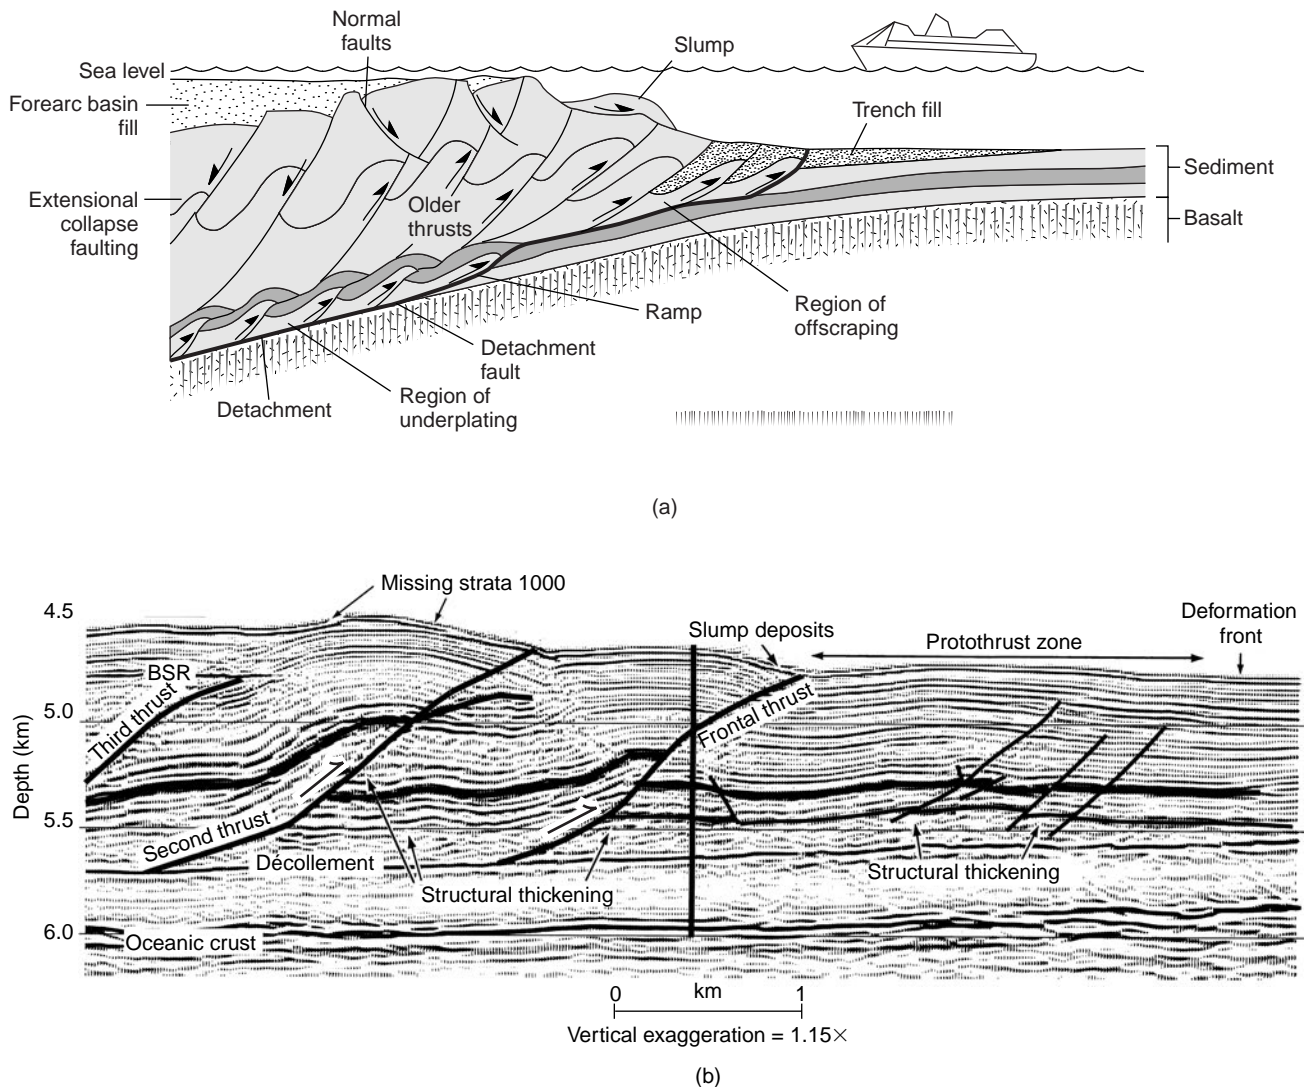 Normal
faults
Slump
Sea level
Forearc basin
fill
Trench fill
Sediment
Extensional
collapse
faulting
Older
thrusts
Basalt
Ramp
Region of
offscraping
Detachment
fault
Region of
underplating
Detachment
(a)
Missing strata 1000
4.5
Deformation
front
Slump deposits
Protothrust zone
BSR
Third thrust
5.0
Frontal thrust
Depth (km)
5.5
Second thrust
Décollement
Structural thickening
Structural thickening
6.0
Oceanic crust
0
km
1
Vertical exaggeration = 1.15×
(b)